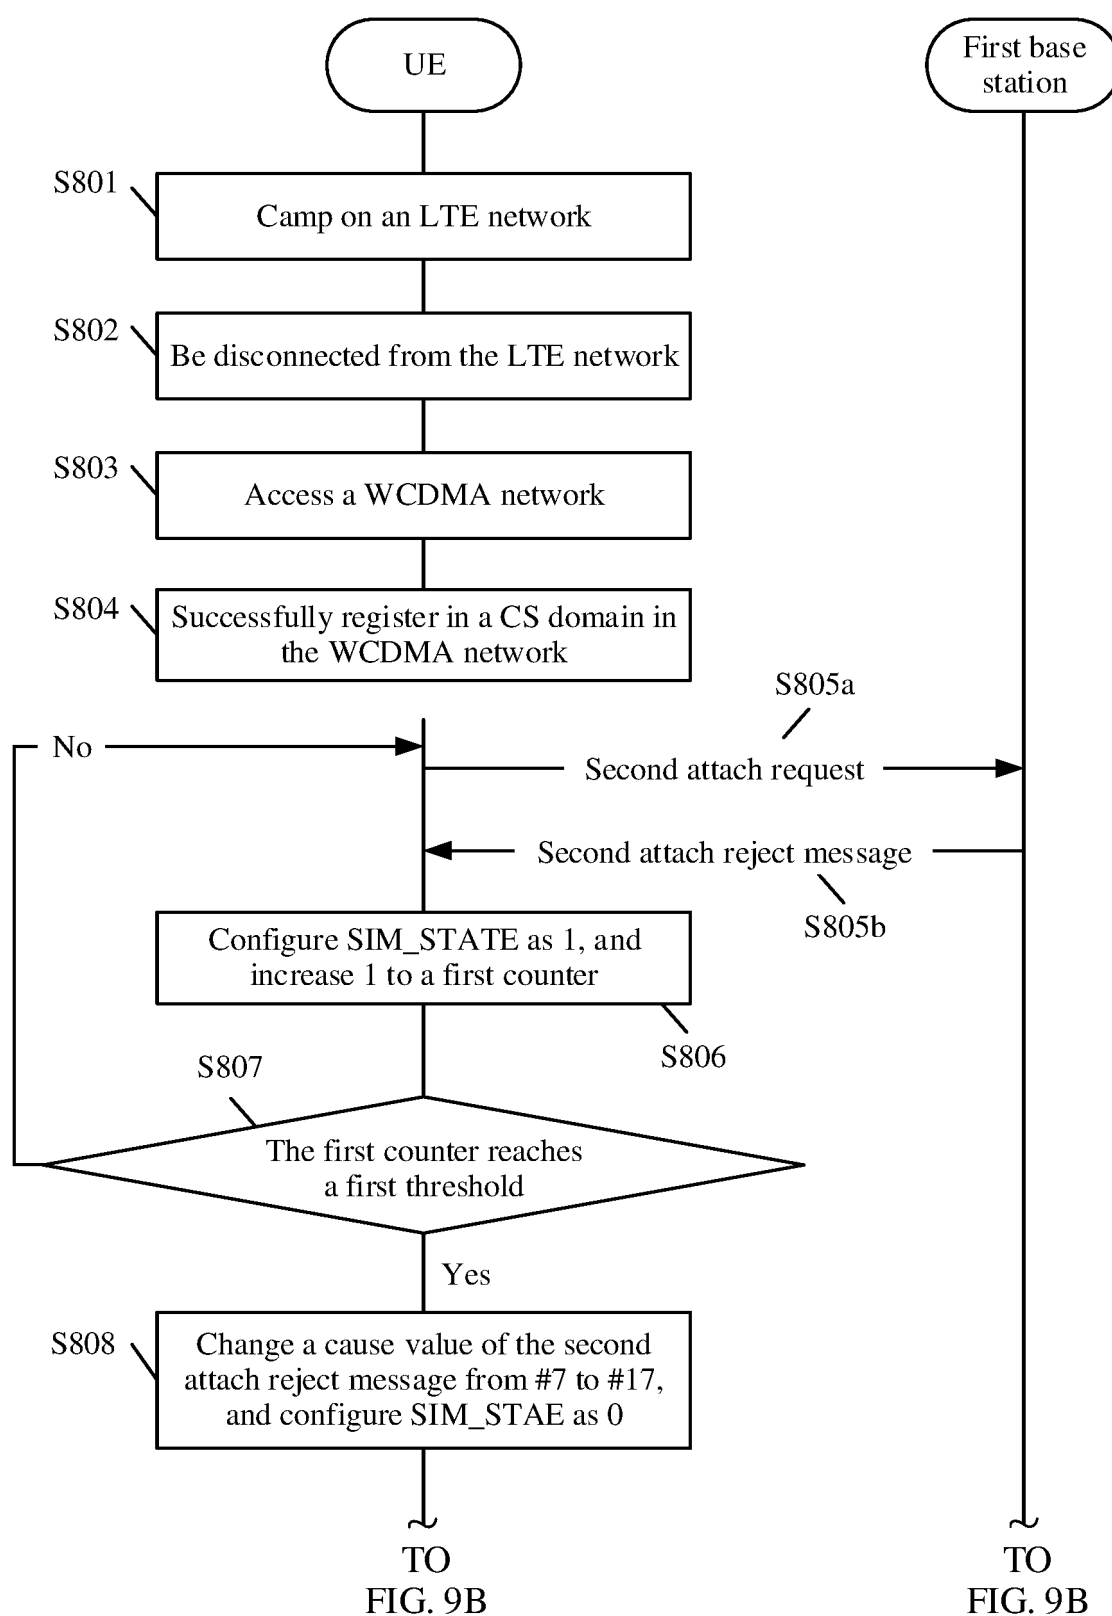 UE
First base
station
S801
Camp on an LTE network
S802
Be disconnected from the LTE network
S803
Access a WCDMA network
S804
Successfully register in a CS domain in
the WCDMA network
S805a
No
Second attach request
Second attach reject message
S805b
Configure SIM_STATE as 1, and
increase 1 to a first counter
S806
S807
The first counter reaches
a first threshold
Yes
S808
Change a cause value of the second
attach reject message from #7 to #17,
and configure SIM_STAE as 0
TO
FIG. 9B
TO
FIG. 9B